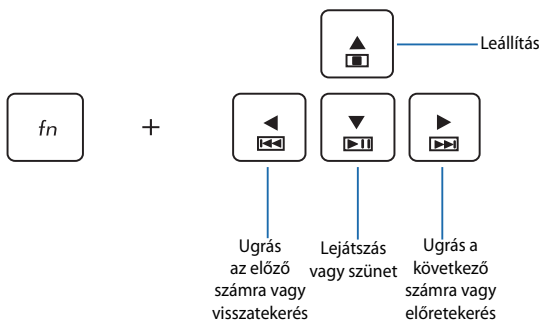 Leállítás
fn
+
Ugrás
az előző
számra vagy
visszatekerés
Lejátszás
vagy szünet
Ugrás a
következő
számra vagy
előretekerés